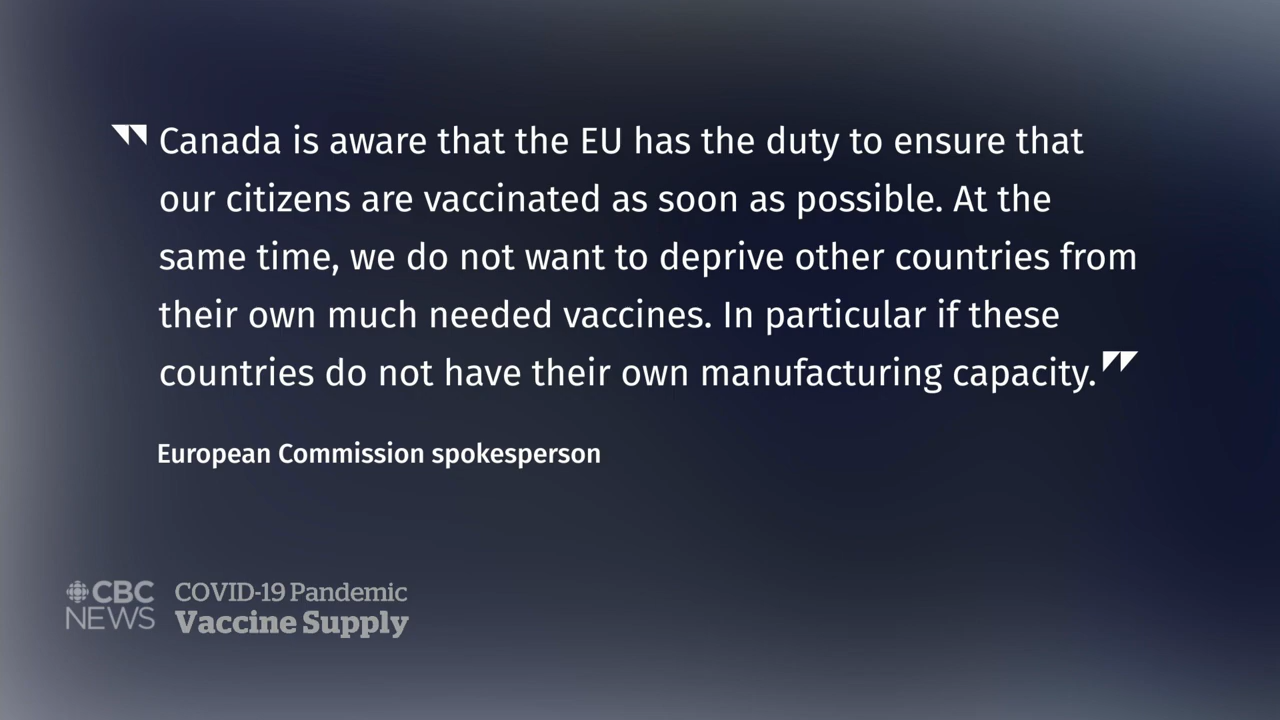 "Canada is aware that the EU has the duty to ensure that
our citizens are vaccinated as soon as possible. At the
same time, we do not want to deprive other countries from
their own much needed vaccines. In particular if these
countries do not have their own manufacturing capacity."
European Commission spokesperson
CBC
NEWS
COVID-19 Pandemic
Vaccine Supply